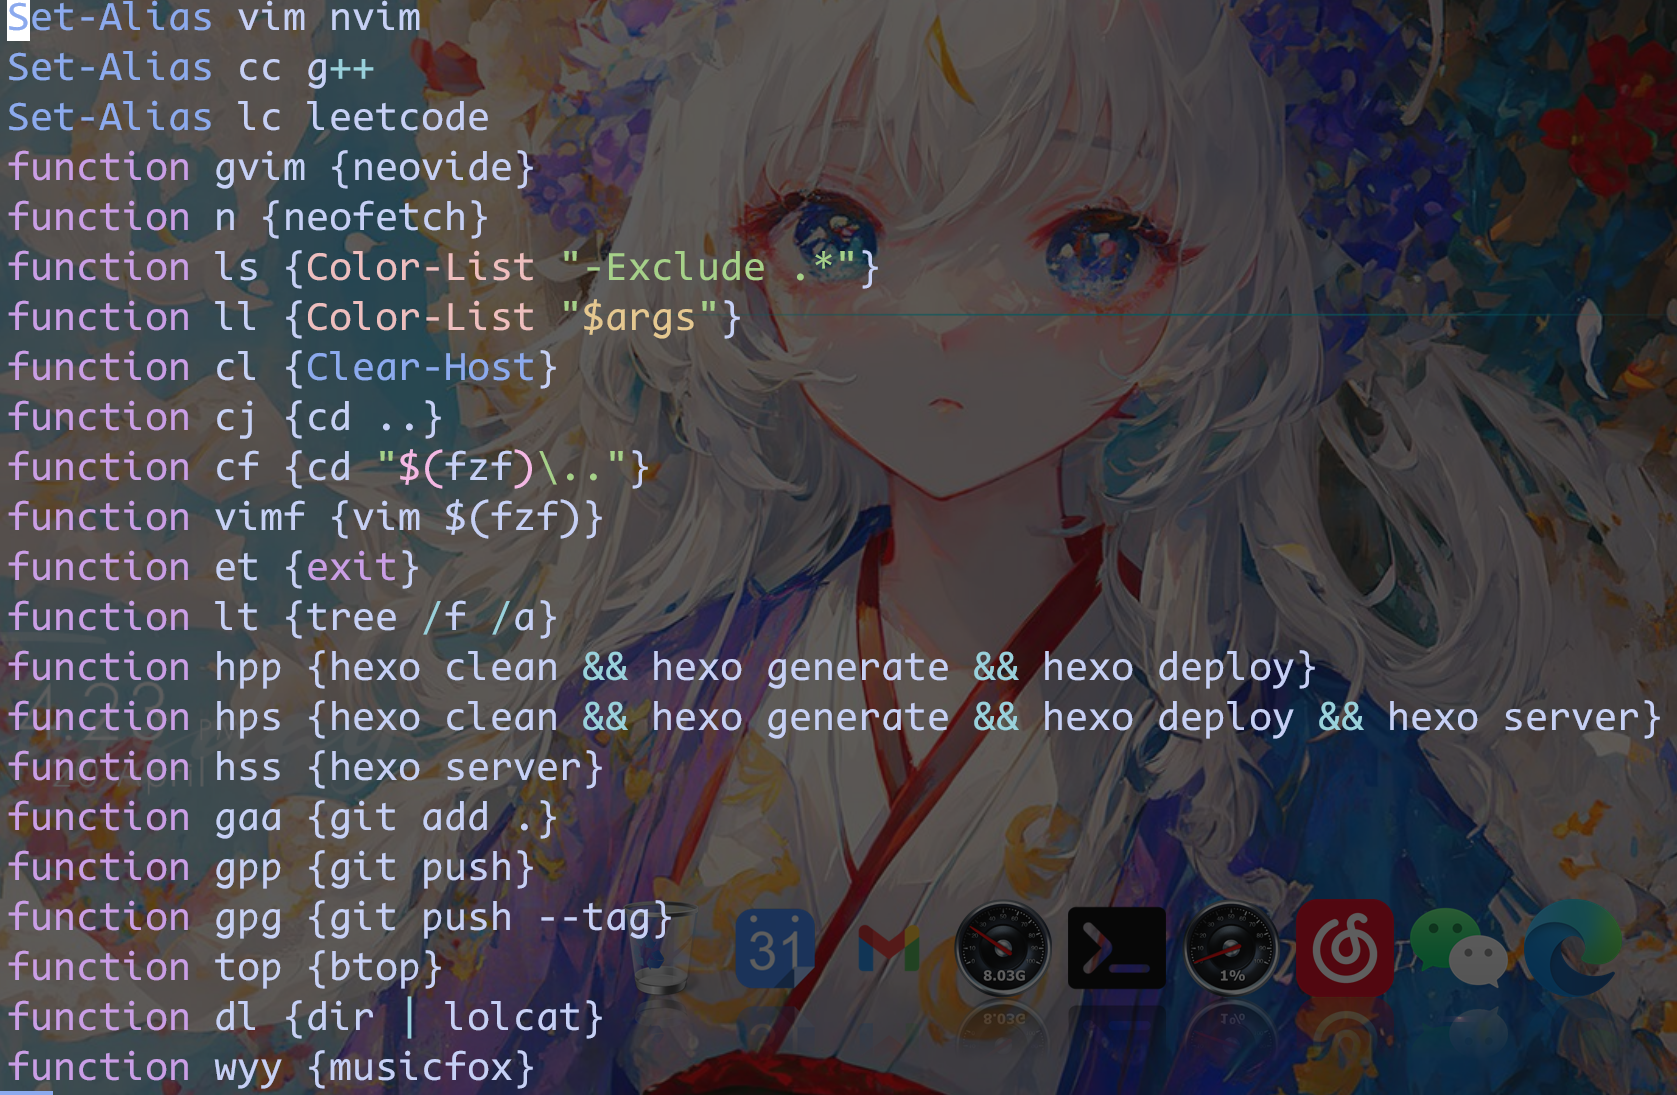 Set-Alias vim nvim
Set-Alias cc g++
Set-Alias lc leetcode
function gvim {neovide}
function n {neofetch}
function ls {Color-List "-Exclude .*"}
function ll {Color-List "$args"}
function cl {Clear-Host}
function cj {cd ..}
function cf {cd "$(fzf)\.."}
function vimf {vim $(fzf)}
function et {exit}
function lt {tree /f /a}
function hpp {hexo clean && hexo generate && hexo deploy}
function hps {hexo clean && hexo generate && hexo deploy && hexo server}
function hss {hexo server}
function gaa {git add .}
function gpp {git push}
function gpg {git push --tag}
function top {btop}
function dl {dir | lolcat}
function wyy {musicfox}
4:23
April
31
8.03G
1%